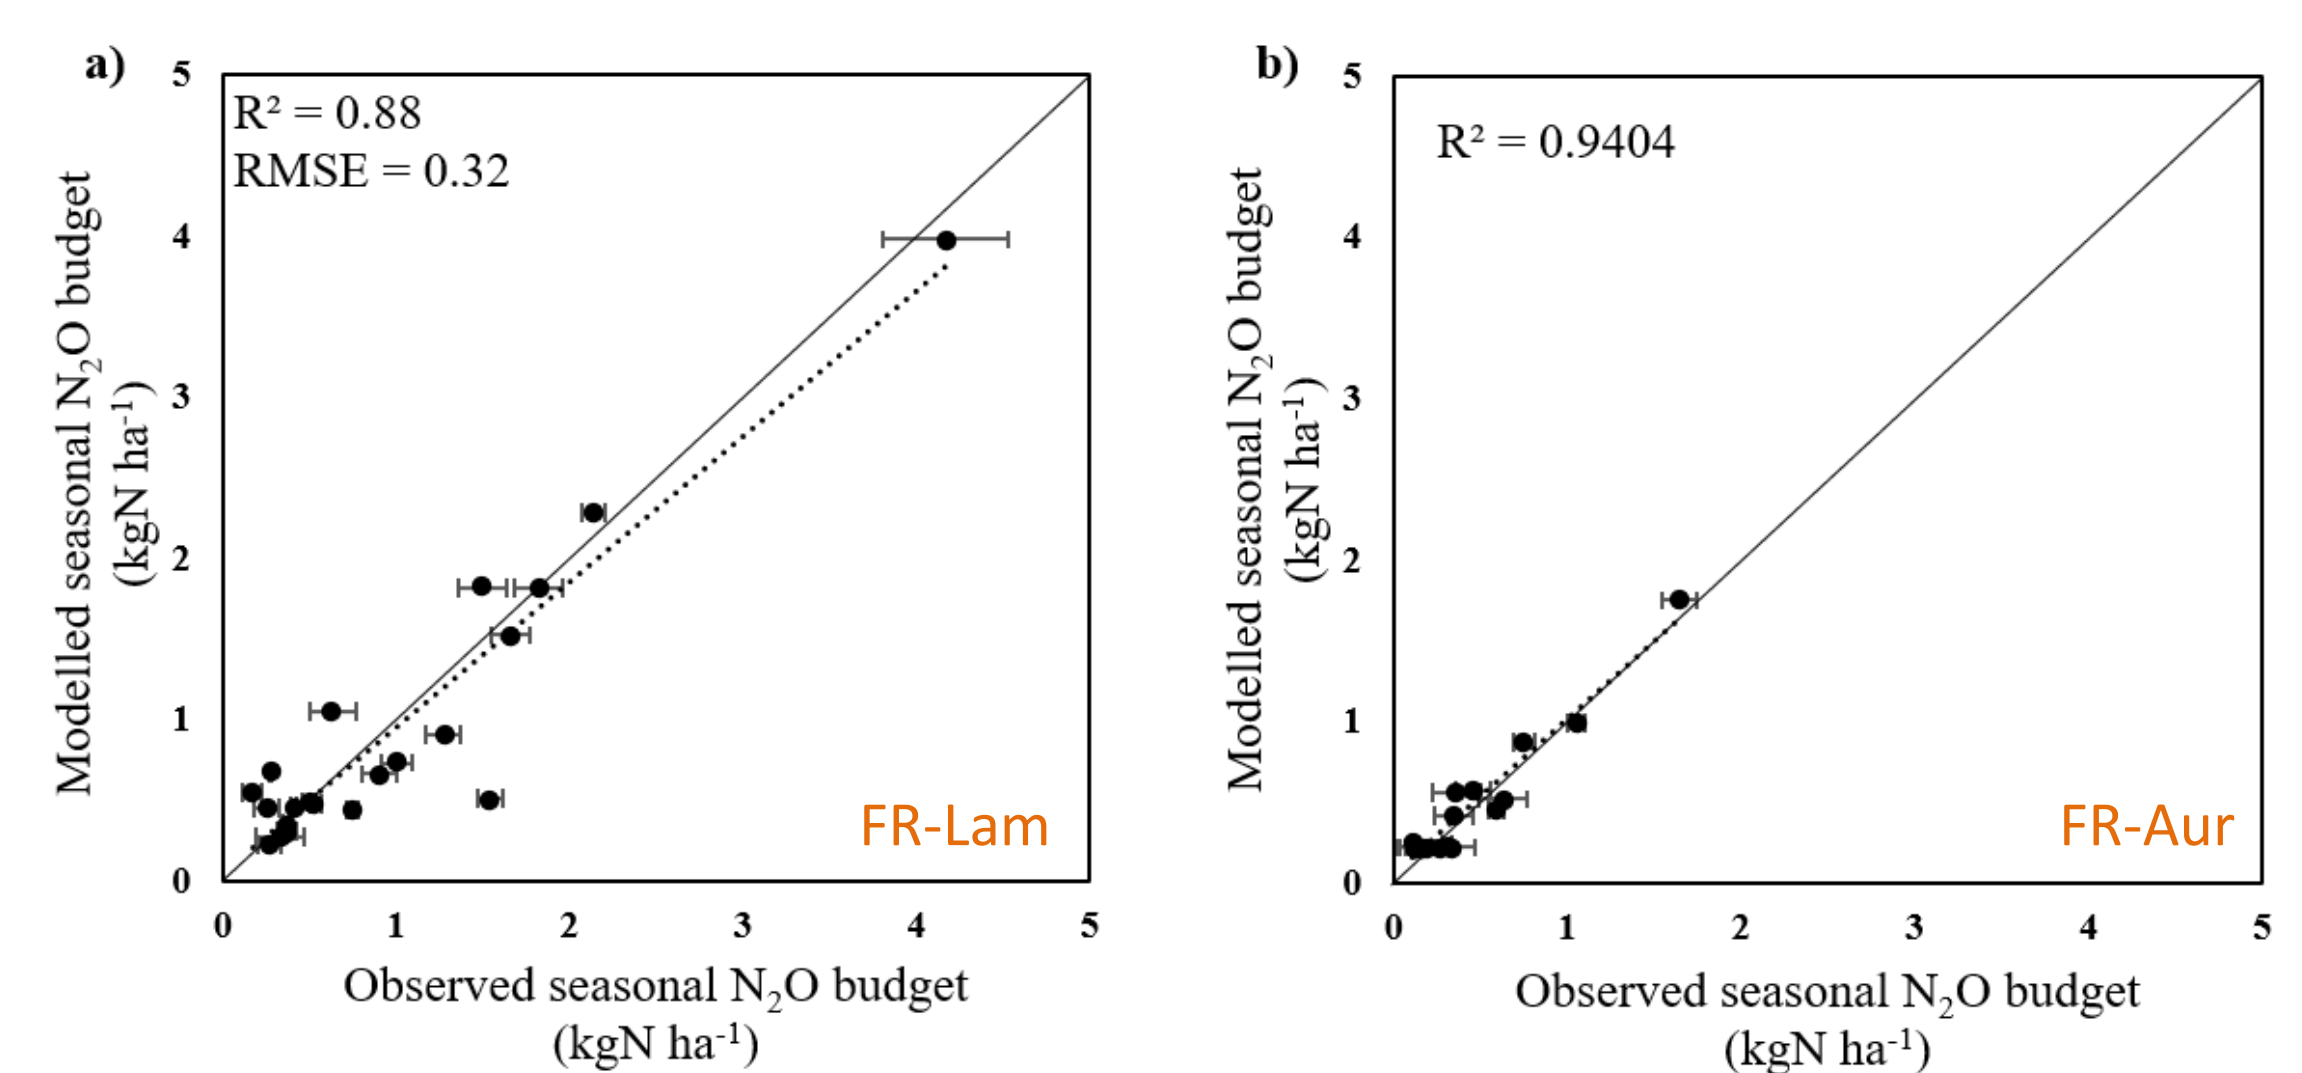 a)
R² = 0.88
RMSE = 0.32
Modelled seasonal N₂O budget
(kgN ha⁻¹)
5
4
3
2
1
0
0 1 2 3 4 5
FR-Lam
Observed seasonal N₂O budget
(kgN ha⁻¹)
b)
R² = 0.9404
Modelled seasonal N₂O budget
(kgN ha⁻¹)
5
4
3
2
1
0
0 1 2 3 4 5
FR-Aur
Observed seasonal N₂O budget
(kgN ha⁻¹)